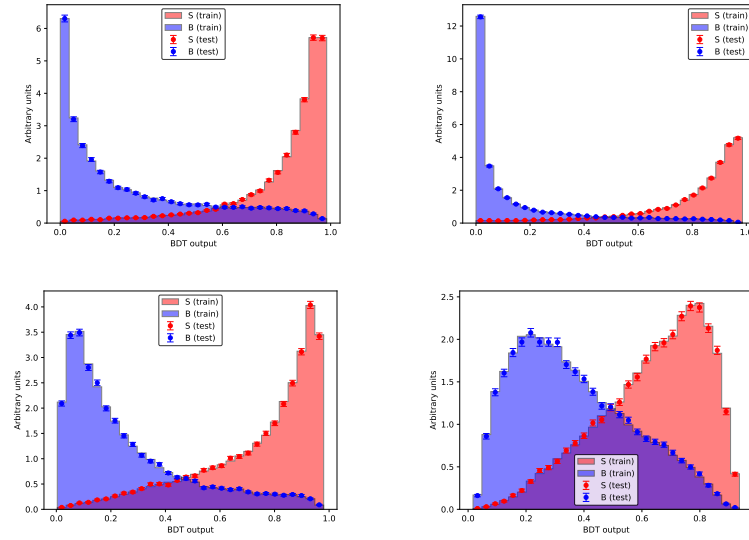 S (train)
B (train)
S (test)
B (test)
6
5
4
3
2
1
0
Arbitrary units
0.0 0.2 0.4 0.6 0.8 1.0
BDT output
S (train)
B (train)
S (test)
B (test)
12
10
8
6
4
2
0
Arbitrary units
0.0 0.2 0.4 0.6 0.8 1.0
BDT output
S (train)
B (train)
S (test)
B (test)
4.0
3.5
3.0
2.5
2.0
1.5
1.0
0.5
0.0
Arbitrary units
0.0 0.2 0.4 0.6 0.8 1.0
BDT output
2.5
2.0
1.5
1.0
0.5
0.0
Arbitrary units
S (train)
B (train)
S (test)
B (test)
0.0 0.2 0.4 0.6 0.8
BDT output